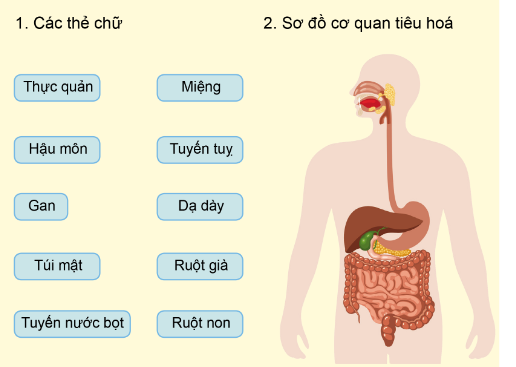 1. Các thẻ chữ
2. Sơ đồ cơ quan tiêu hoá
Thực quản
Miệng
Hậu môn
Tuyến tuỵ
Gan
Dạ dày
Túi mật
Ruột già
Tuyến nước bọt
Ruột non